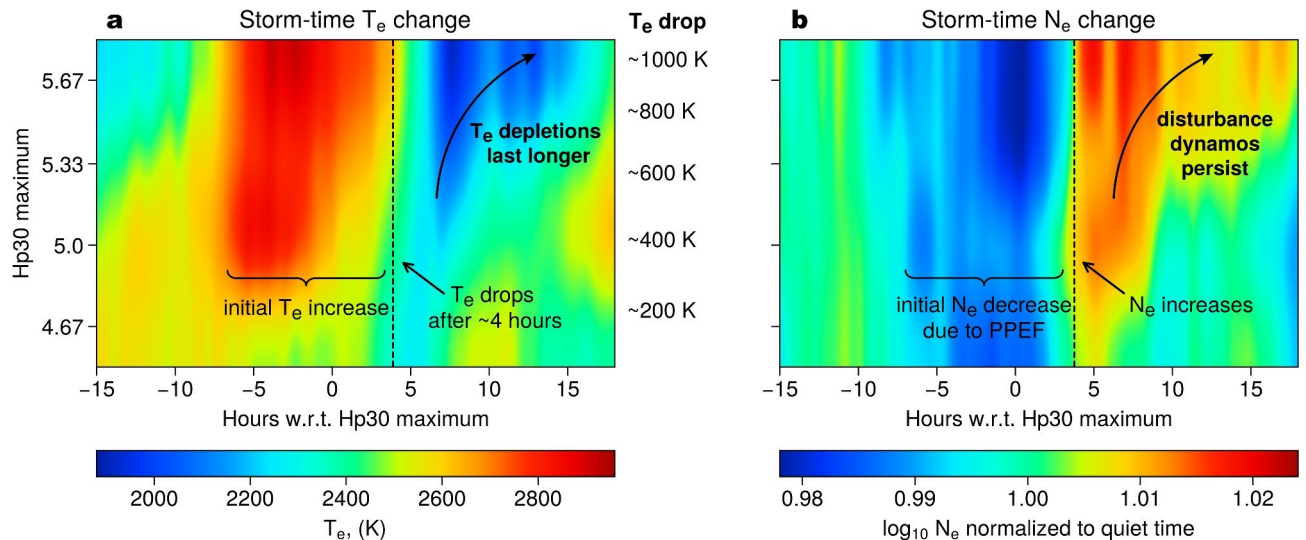 a
Storm-time Te change
Te drop
Hp30 maximum
5.67
5.33
5.0
4.67
Te depletions
last longer
initial Te increase
Te drops
after ~4 hours
~1000 K
~800 K
~600 K
~400 K
~200 K
−15 −10 −5 0 5 10 15
Hours w.r.t. Hp30 maximum
2000 2200 2400 2600 2800
Te, (K)
b
Storm-time Ne change
disturbance
dynamos
persist
initial Ne decrease
due to PPEF
Ne increases
−15 −10 −5 0 5 10 15
Hours w.r.t. Hp30 maximum
0.98 0.99 1.00 1.01 1.02
log10 Ne normalized to quiet time